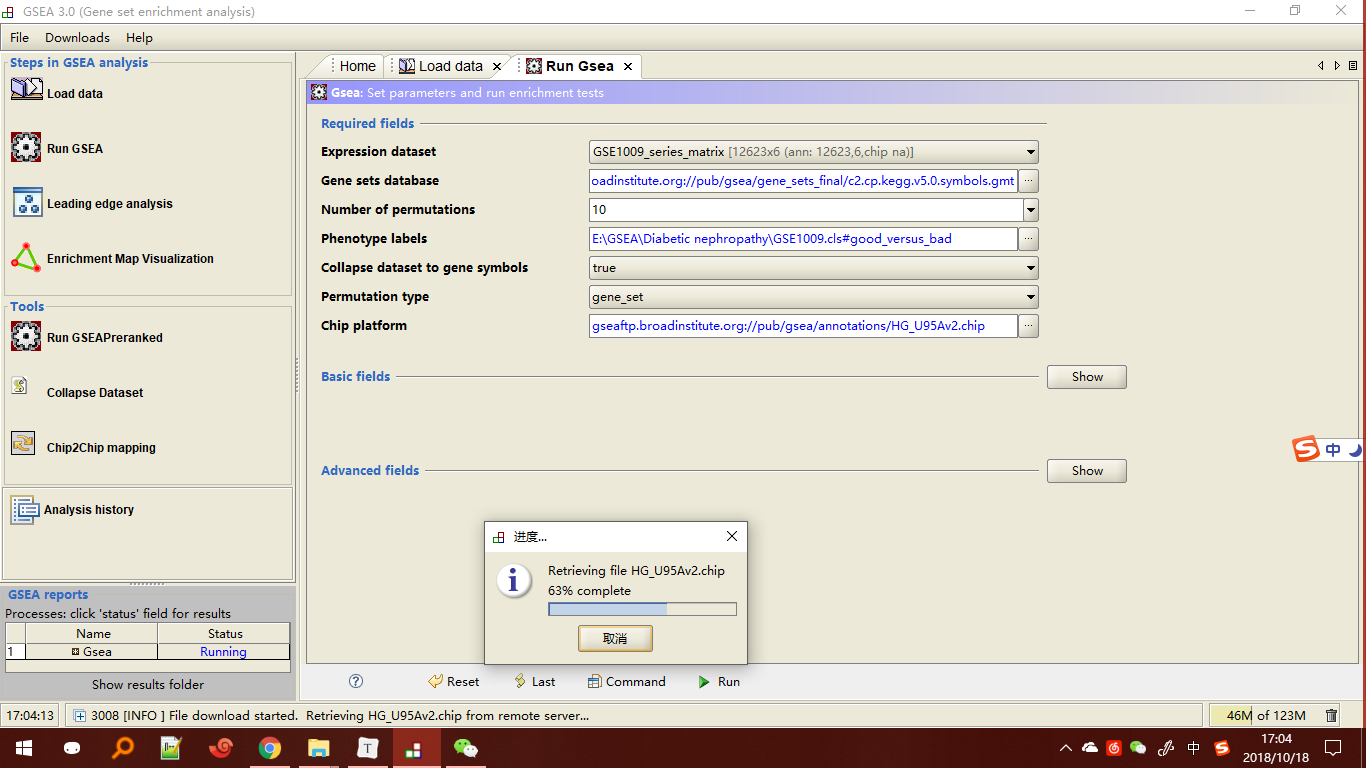 GSEA 3.0 (Gene set enrichment analysis)
File Downloads Help
Steps in GSEA analysis
Load data
Run GSEA
Leading edge analysis
Enrichment Map Visualization
Tools
Run GSEAPreranked
Collapse Dataset
Chip2Chip mapping
Analysis history
GSEA reports
Processes: click 'status' field for results
Name Status
1 Gsea Running
Show results folder
Home Load data Run Gsea
Gsea: Set parameters and run enrichment tests
Required fields
Expression dataset GSE1009_series_matrix [12623x6 (ann: 12623,6,chip na)]
Gene sets database oadinstitute.org://pub/gsea/gene_sets_final/c2.cp.kegg.v5.0.symbols.gmt ...
Number of permutations 10
Phenotype labels E:\GSEA\Diabetic nephropathy\GSE1009.cls#good_versus_bad ...
Collapse dataset to gene symbols true
Permutation type gene_set
Chip platform gseaftp.broadinstitute.org://pub/gsea/annotations/HG_U95Av2.chip ...
Basic fields Show
Advanced fields Show
进度...
Retrieving file HG_U95Av2.chip
63% complete
取消
S 中
Reset Last Command Run
17:04:13 3008 [INFO ] File download started. Retrieving HG_U95Av2.chip from remote server... 46M of 123M
T 中 S 17:04
2018/10/18